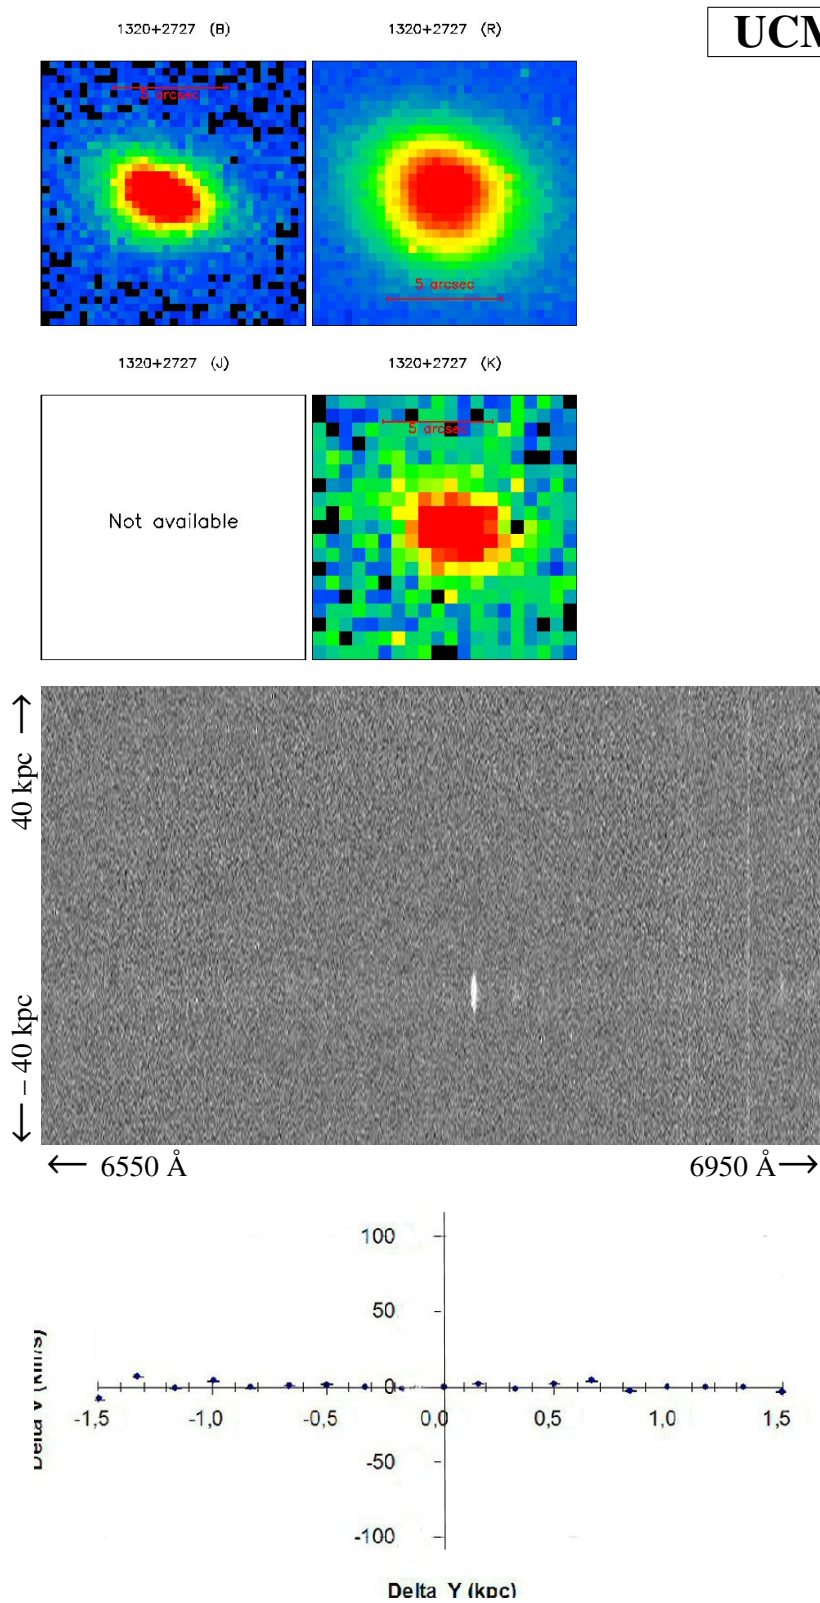 1320+2727 (B)
1320+2727 (R)
UCM
5 arcsec
5 arcsec
1320+2727 (J)
1320+2727 (K)
Not available
5 arcsec
← – 40 kpc 40 kpc →
← 6550 Å 6950 Å →
100
50
0
-1,5 -1,0 -0,5 0,0 0,5 1,0 1,5
-50
-100
Delta V (km/s)
Delta Y (kpc)